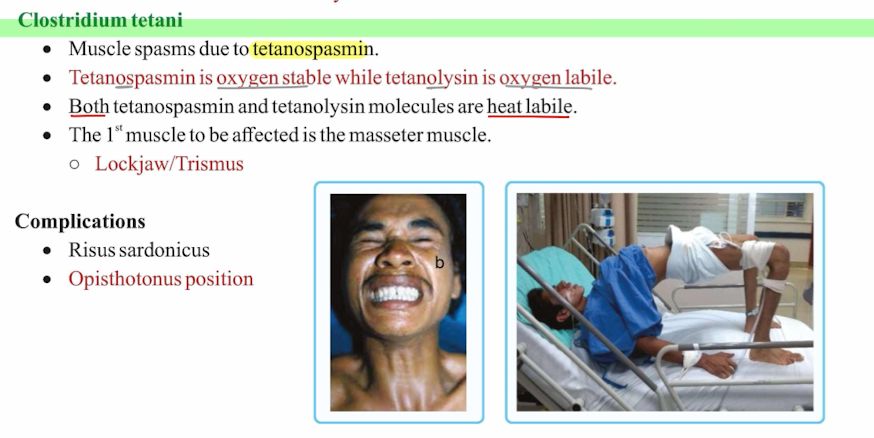 Clostridium tetani
• Muscle spasms due to tetanospasmin.
• Tetanospasmin is oxygen stable while tetanolysin is oxygen labile.
• Both tetanospasmin and tetanolysin molecules are heat labile.
• The 1st muscle to be affected is the masseter muscle.
○ Lockjaw/Trismus
Complications
• Risus sardonicus
• Opisthotonus position
b